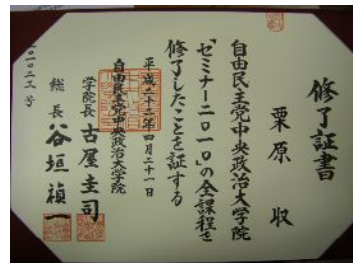 修了証書
栗原 収
自由民主党中央政治大学院
「ゼミナー二〇一〇」の全課程を
修了したことを証する
平成二十二年四月二十一日
自由民主党中央政治大学院
学院長 古屋圭司
総長 谷垣禎一